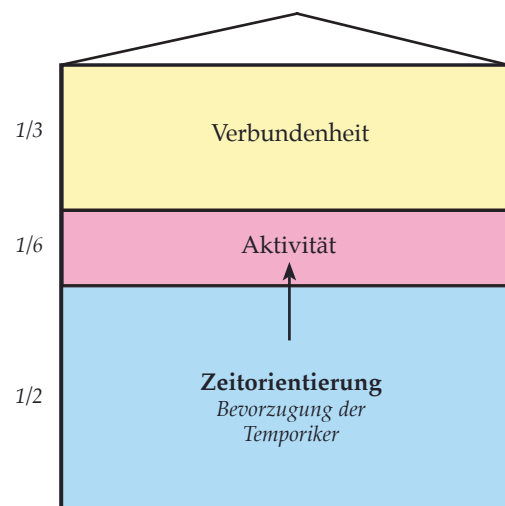 1/3
Verbundenheit
1/6
Aktivität
1/2
Zeitorientierung
Bevorzugung der
Temporiker